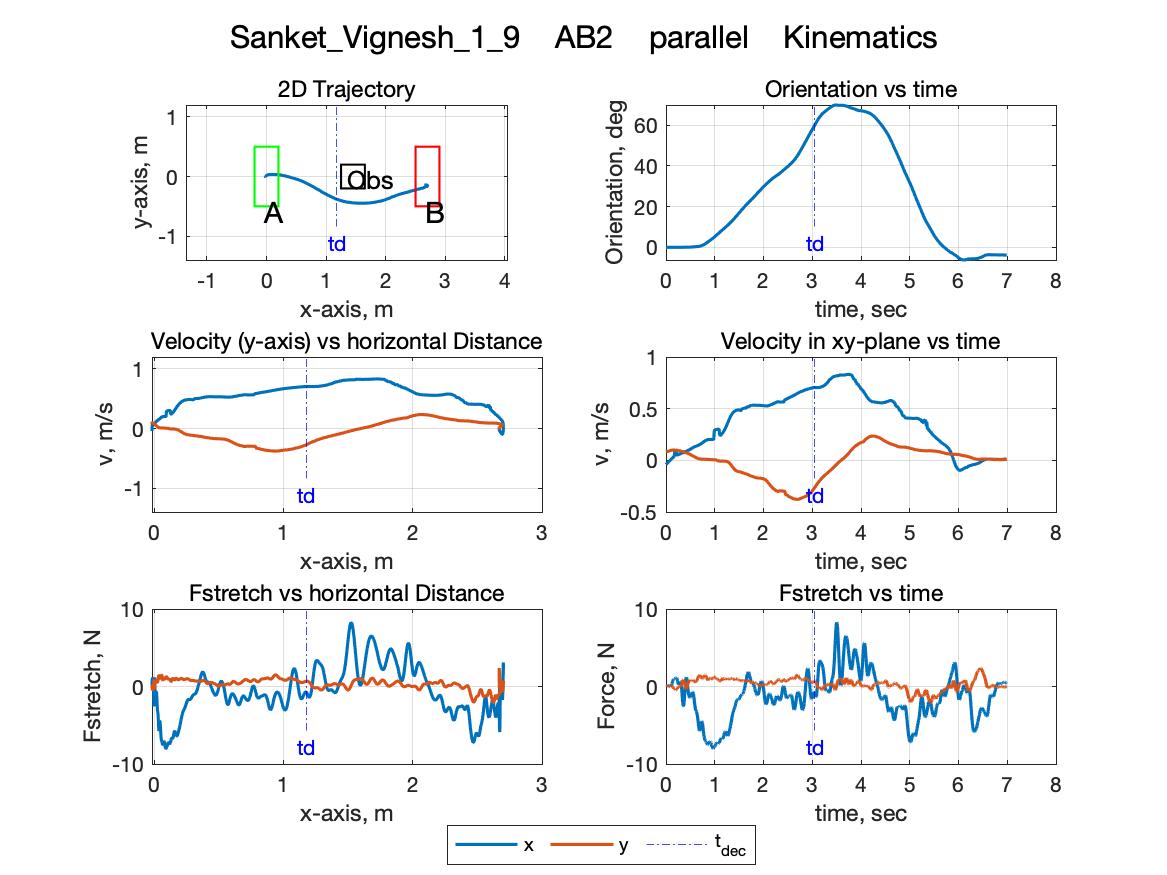 Sanket_Vignesh_1_9 AB2 parallel Kinematics
2D Trajectory
1
0
-1
y-axis, m
A
Obs
B
td
-1 0 1 2 3 4
x-axis, m
Orientation vs time
60
40
20
0
Orientation, deg
td
0 1 2 3 4 5 6 7 8
time, sec
Velocity (y-axis) vs horizontal Distance
1
0
-1
v, m/s
td
0 1 2 3
x-axis, m
Velocity in xy-plane vs time
1
0.5
0
-0.5
v, m/s
td
0 1 2 3 4 5 6 7 8
time, sec
Fstretch vs horizontal Distance
10
0
-10
Fstretch, N
td
0 1 2 3
x-axis, m
Fstretch vs time
10
0
-10
Force, N
td
0 1 2 3 4 5 6 7 8
time, sec
x y t_dec